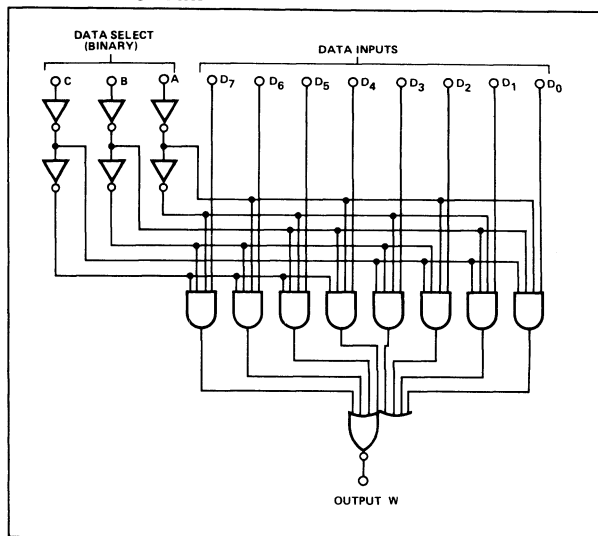 DATA SELECT
(BINARY)
DATA INPUTS
C B A D7 D6 D5 D4 D3 D2 D1 D0
OUTPUT W